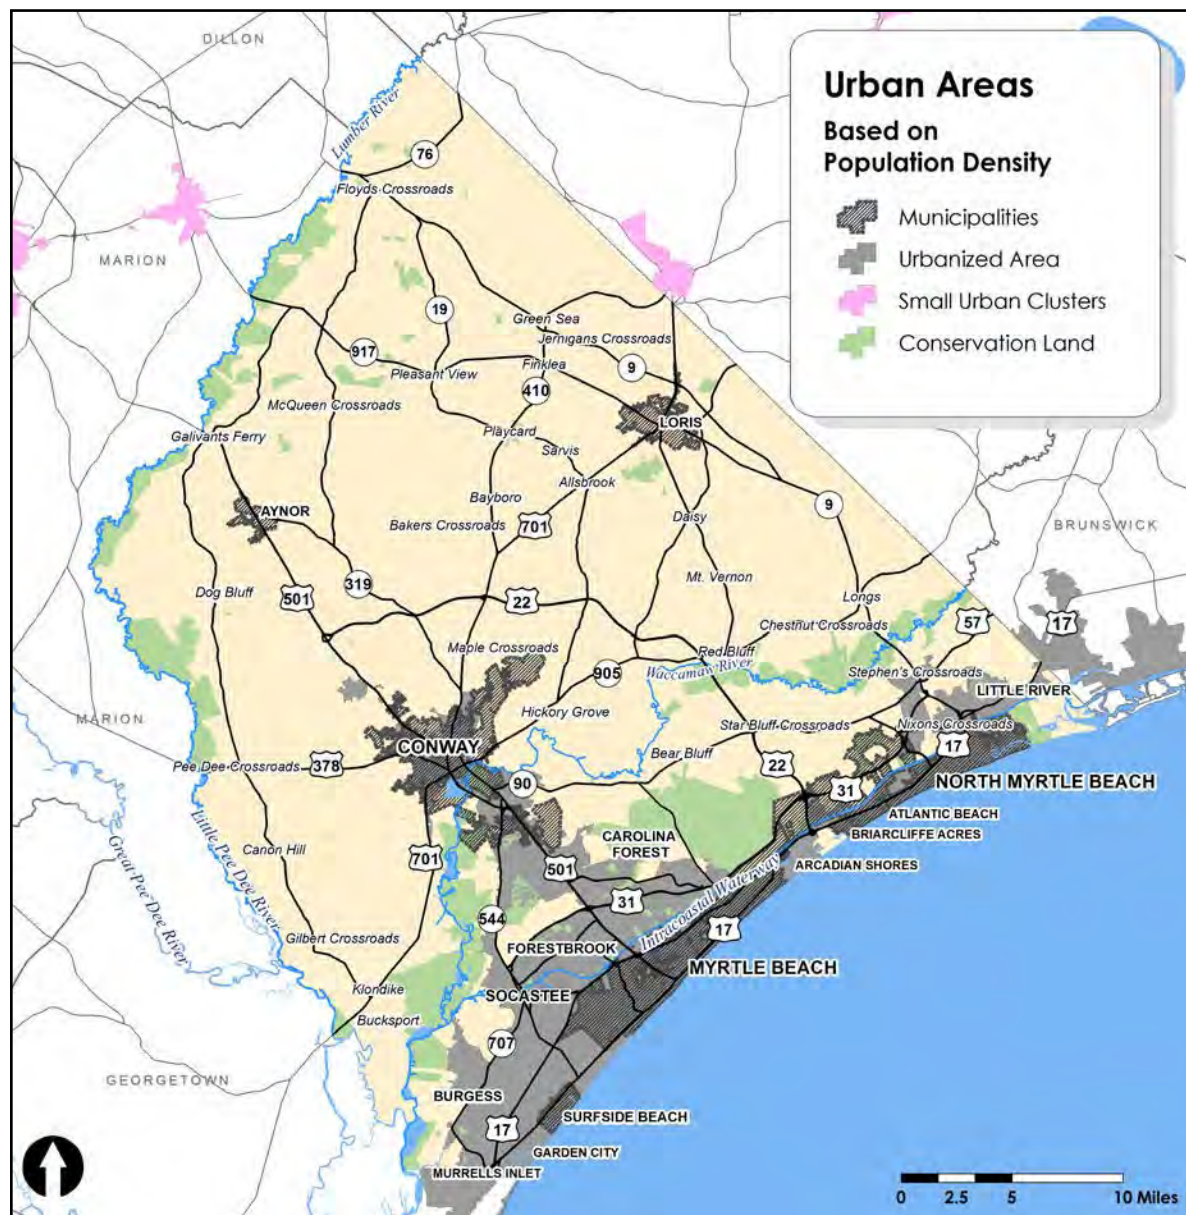 DILLON
Urban Areas
Based on
Population Density
Municipalities
Urbanized Area
Small Urban Clusters
Conservation Land
Lumber River
76
Floyds Crossroads
MARION
19
Green Sea
Jernigans Crossroads
917
Finklea
9
Pleasant View
410
McQueen Crossroads
LORIS
Galivants Ferry
Playcard
Sarvis
Allsbrook
Bayboro
9
AYNOR
Bakers Crossroads
701
Daisy
BRUNSWICK
Mt. Vernon
319
Dog Bluff
501
22
Longs
Chestnut Crossroads
57
17
Maple Crossroads
Red Bluff
Waccamaw River
905
Stephen's Crossroads
LITTLE RIVER
MARION
Hickory Grove
Star Bluff Crossroads
Nixons Crossroads
CONWAY
Bear Bluff
17
Pee Dee Crossroads
378
22
90
31
NORTH MYRTLE BEACH
ATLANTIC BEACH
BRIARCLIFFE ACRES
CAROLINA
FOREST
Little Pee Dee River
Great Pee Dee River
Canon Hill
701
501
ARCADIAN SHORES
31
Intracoastal Waterway
544
17
Gilbert Crossroads
FORESTBROOK
MYRTLE BEACH
Klondike
SOCASTEE
Bucksport
707
GEORGETOWN
BURGESS
SURFSIDE BEACH
17
GARDEN CITY
MURRELLS INLET
0 2.5 5 10 Miles